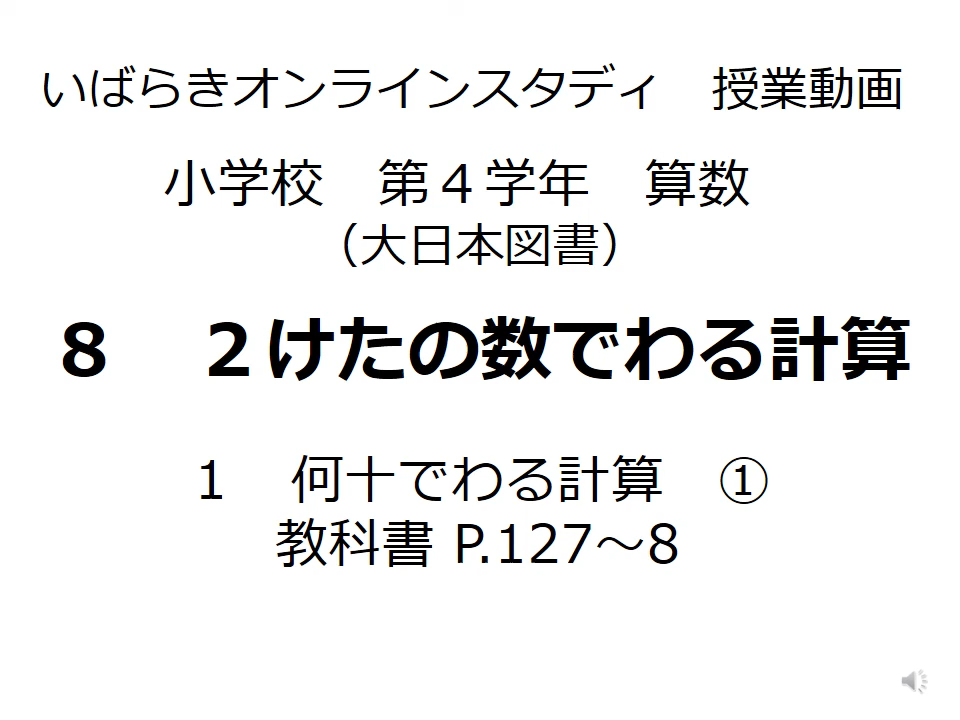 いばらきオンラインスタディ　授業動画
小学校　第４学年　算数
（大日本図書）
８　２けたの数でわる計算
１　何十でわる計算　①
教科書 P.127～8